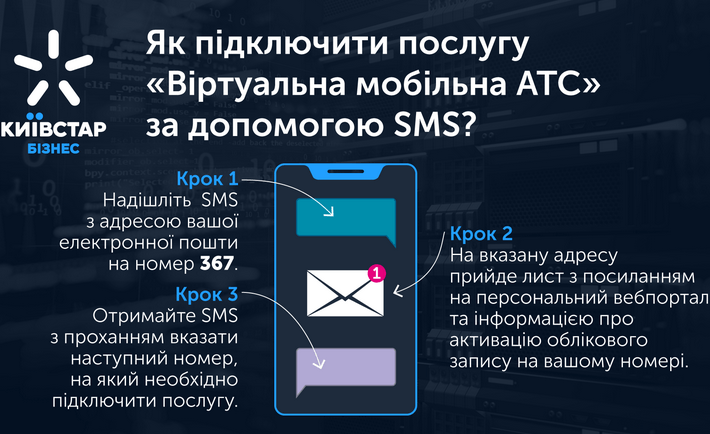 Як підключити послугу
«Віртуальна мобільна АТС»
за допомогою SMS?
КИЇВСТАР
БІЗНЕС
Крок 1
Надішліть SMS
з адресою вашої
електронної пошти
на номер 367.
1
Крок 2
На вказану адресу
прийде лист з посиланням
на персональний вебпортал
та інформацією про
активацію облікового
запису на вашому номері.
Крок 3
Отримайте SMS
з проханням вказати
наступний номер,
на який необхідно
підключити послугу.